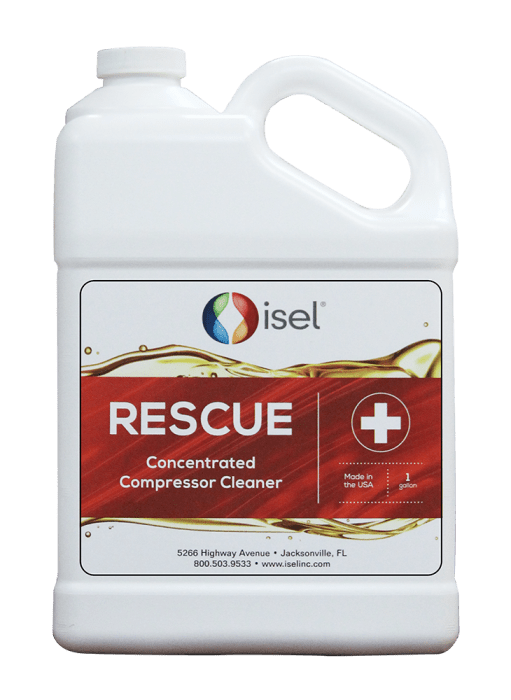 isel®
RESCUE
Concentrated
Compressor Cleaner
Made in
the USA
1
gallon
5266 Highway Avenue • Jacksonville, FL
800.503.9533 • www.iselinc.com